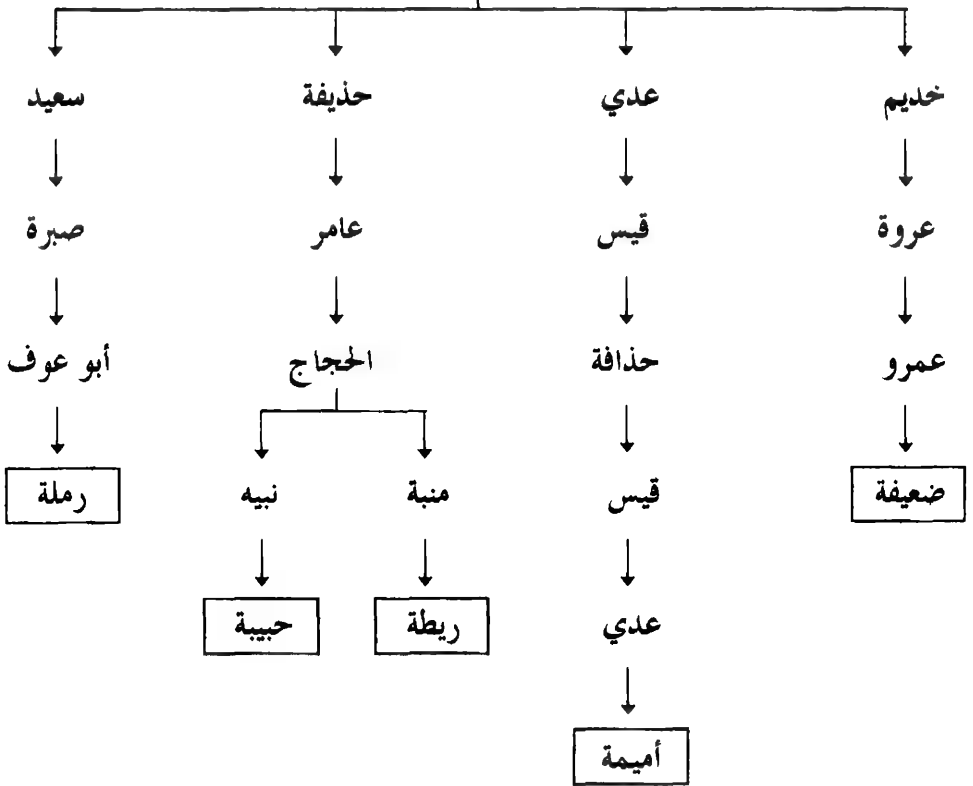 خديم عدي حذيفة سعيد
عروة قيس عامر صبرة
عمرو حذافة الحجاج أبو عوف
ضعيفة قيس منبة نبيه رملة
عدي ريطة حبيبة
أميمة